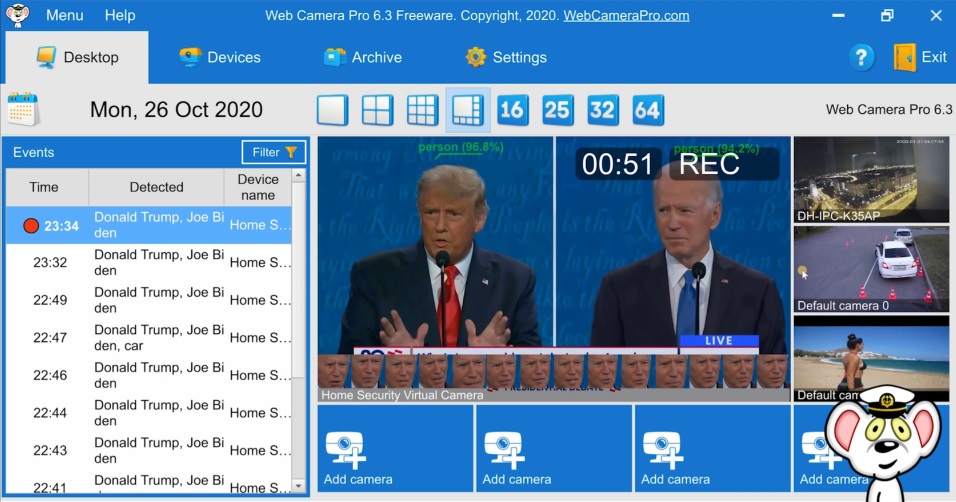 Menu Help
Web Camera Pro 6.3 Freeware. Copyright, 2020. WebCameraPro.com
Desktop
Devices
Archive
Settings
?
Exit
Mon, 26 Oct 2020
16
25
32
64
Web Camera Pro 6.3
Events
Filter
Time
Detected
Device
name
23:34
Donald Trump, Joe Bi
den
Home S...
23:32
Donald Trump, Joe Bi
den
Home S...
22:49
Donald Trump, Joe Bi
den
Home S...
22:47
Donald Trump, Joe Bi
den, car
Home S...
22:46
Donald Trump, Joe Bi
den
Home S...
22:44
Donald Trump, Joe Bi
den
Home S...
22:43
Donald Trump, Joe Bi
den
Home S...
22:41
Donald Trump, Joe Bi
Home S...
person (96.8%)
person (94.2%)
00:51 REC
LIVE
PRESIDENTIAL DEBATE
Home Security Virtual Camera
DH-IPC-K35AP
Default camera 0
Default cam
Add camera
Add camera
Add camera
Add camera